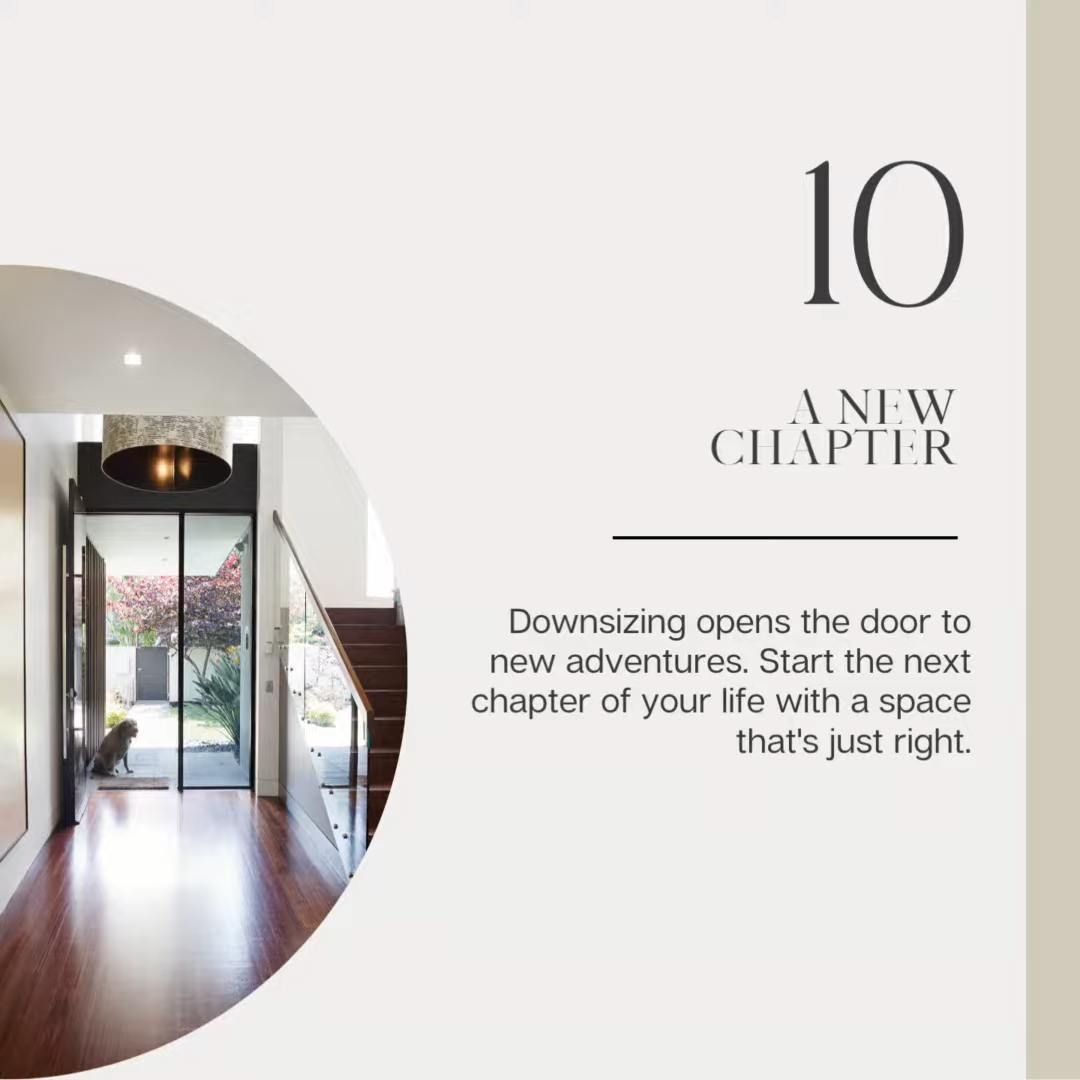 10
A NEW
CHAPTER
Downsizing opens the door to
new adventures. Start the next
chapter of your life with a space
that's just right.